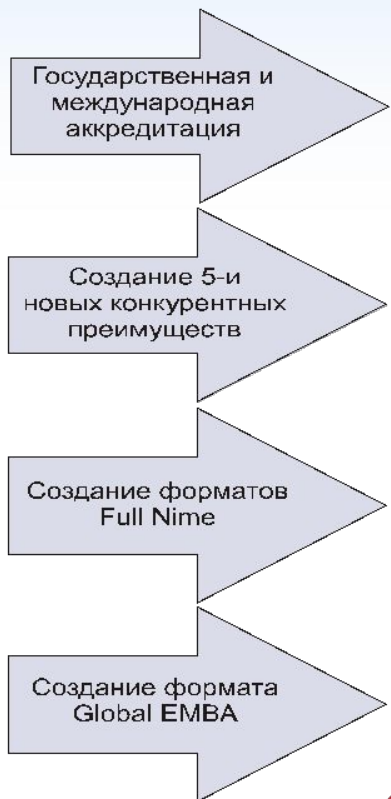 Государственная и
международная
аккредитация
Создание 5-и
новых конкурентных
преимуществ
Создание форматов
Full Nime
Создание формата
Global EMBA